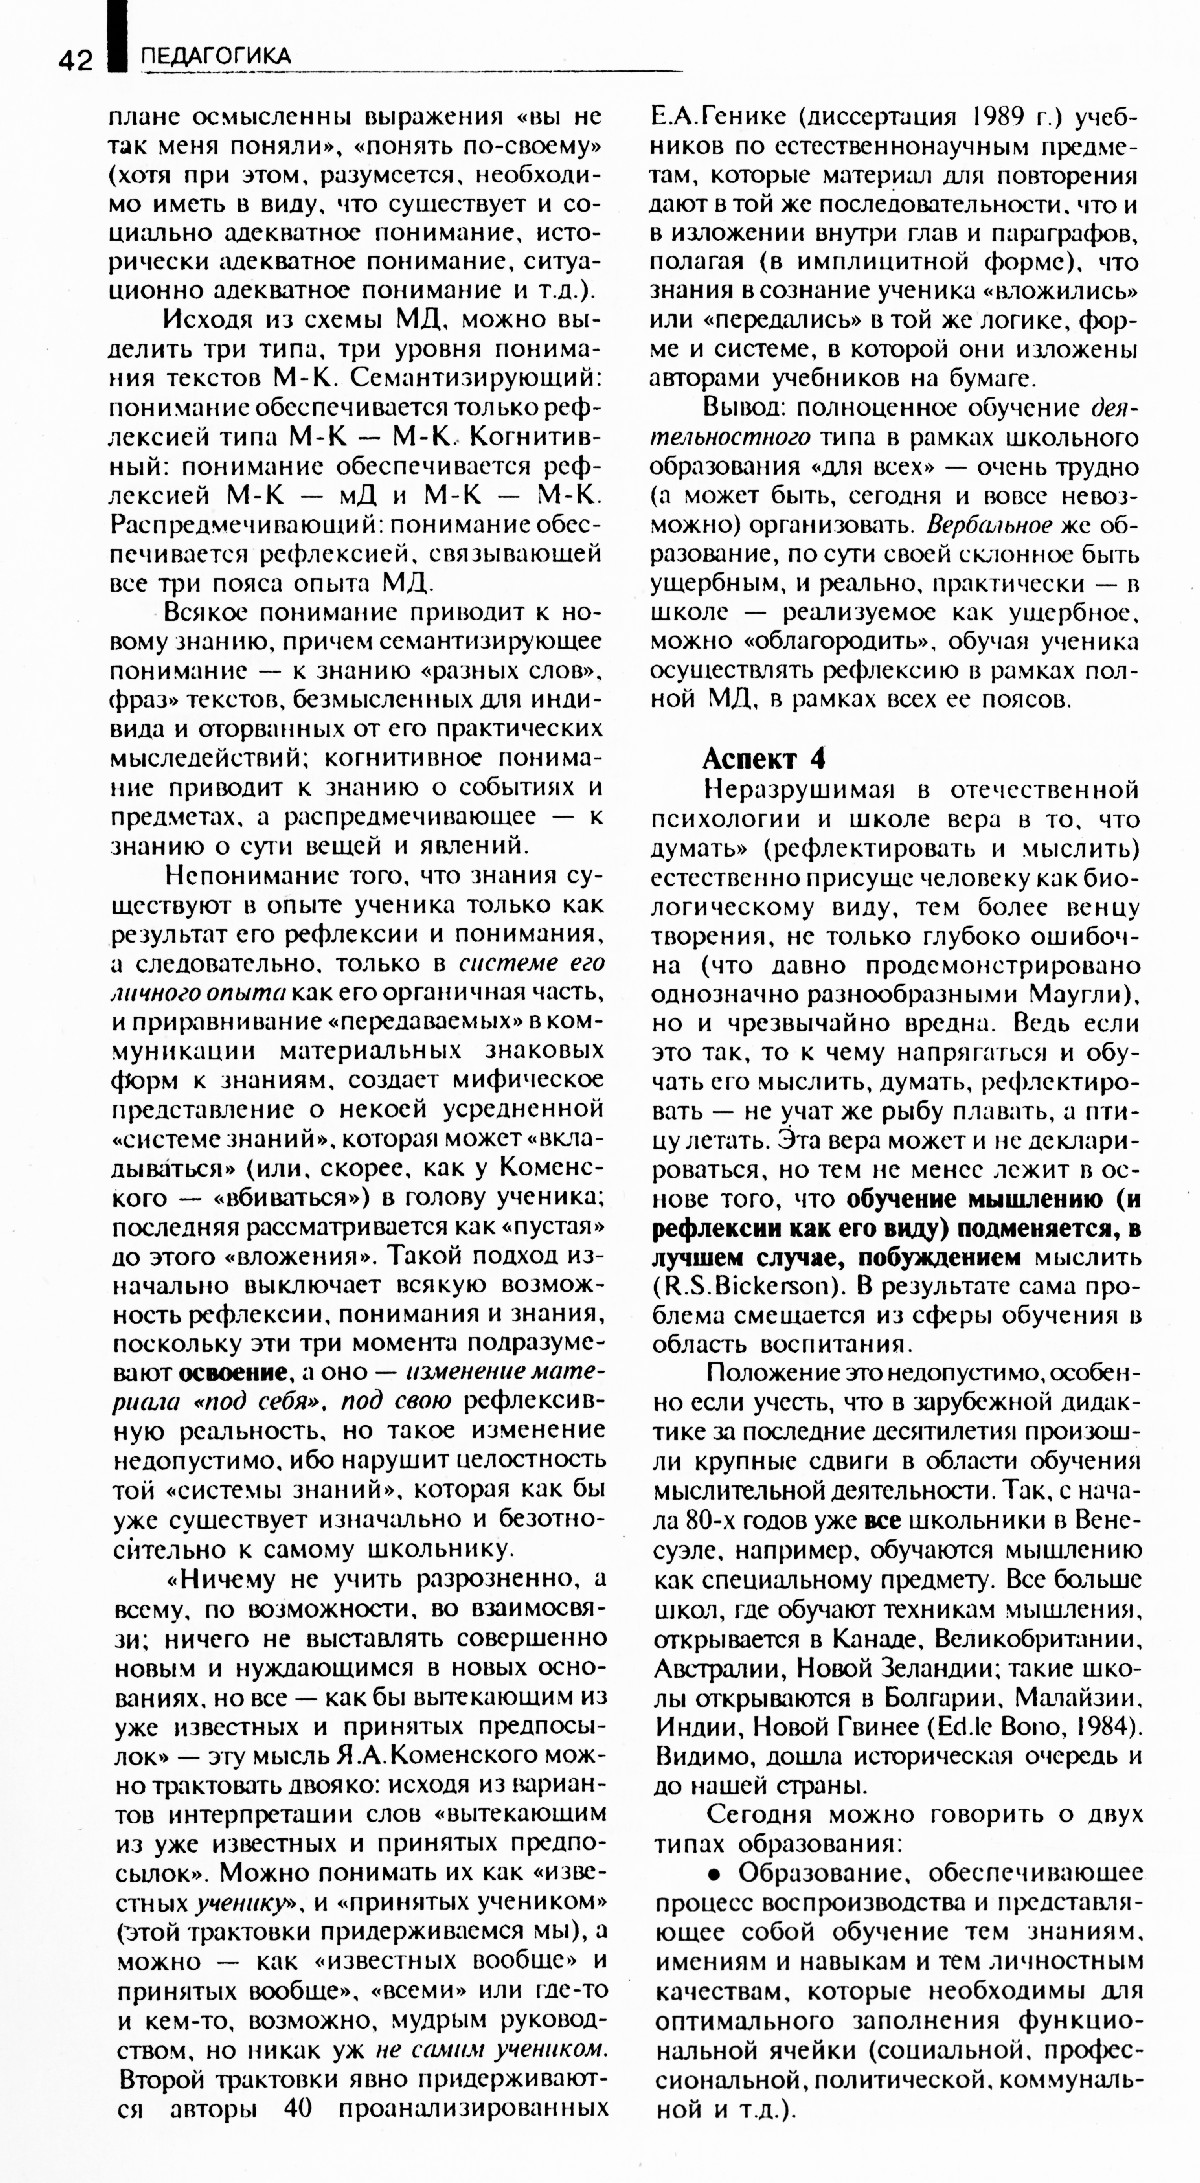 42
ПЕДАГОГИКА
плане осмысленны выражения «вы не
так меня поняли», «понять по-своему»
(хотя при этом, разумеется, необходи-
мо иметь в виду, что существует и со-
циально адекватное понимание, исто-
рически адекватное понимание, ситуа-
ционно адекватное понимание и т.д.).
Исходя из схемы МД, можно вы-
делить три типа, три уровня понима-
ния текстов М-К. Семантизирующий:
понимание обеспечивается только реф-
лексией типа М-К — М-К. Когнитив-
ный: понимание обеспечивается реф-
лексией М-К — мД и М-К — М-К.
Распредмечивающий: понимание обес-
печивается рефлексией, связывающей
все три пояса опыта МД.
Всякое понимание приводит к но-
вому знанию, причем семантизирующее
понимание — к знанию «разных слов»,
фраз» текстов, безмысленных для инди-
вида и оторванных от его практических
мыследействий; когнитивное понима-
ние приводит к знанию о событиях и
предметах, а распредмечивающее — к
знанию о сути вещей и явлений.
Непонимание того, что знания су-
ществуют в опыте ученика только как
результат его рефлексии и понимания,
а следовательно, только в системе его
личного опыта как его органичная часть,
и приравнивание «передаваемых» в ком-
муникации материальных знаковых
форм к знаниям, создает мифическое
представление о некоей усредненной
«системе знаний», которая может «вкла-
дываться» (или, скорее, как у Коменс-
кого — «вбиваться») в голову ученика;
последняя рассматривается как «пустая»
до этого «вложения». Такой подход из-
начально выключает всякую возмож-
ность рефлексии, понимания и знания,
поскольку эти три момента подразуме-
вают освоение, а оно — изменение мате-
риала «под себя», под свою рефлексив-
ную реальность, но такое изменение
недопустимо, ибо нарушит целостность
той «системы знаний», которая как бы
уже существует изначально и безотно-
сительно к самому школьнику.
«Ничему не учить разрозненно, а
всему, по возможности, во взаимосвя-
зи; ничего не выставлять совершенно
новым и нуждающимся в новых осно-
ваниях, но все — как бы вытекающим из
уже известных и принятых предпосы-
лок» — эту мысль Я.А.Коменского мож-
но трактовать двояко: исходя из вариан-
тов интерпретации слов «вытекающим
из уже известных и принятых предпо-
сылок». Можно понимать их как «изве-
стных ученику», и «принятых учеником»
(этой трактовки придерживаемся мы), а
можно — как «известных вообще» и
принятых вообще», «всеми» или где-то
и кем-то, возможно, мудрым руковод-
ством, но никак уж не самим учеником.
Второй трактовки явно придерживают-
ся авторы 40 проанализированных
Е.А.Генике (диссертация 1989 г.) учеб-
ников по естественнонаучным предме-
там, которые материал для повторения
дают в той же последовательности, что и
в изложении внутри глав и параграфов,
полагая (в имплицитной форме), что
знания в сознание ученика «вложились»
или «передались» в той же логике, фор-
ме и системе, в которой они изложены
авторами учебников на бумаге.
Вывод: полноценное обучение дея-
тельностного типа в рамках школьного
образования «для всех» — очень трудно
(а может быть, сегодня и вовсе невоз-
можно) организовать. Вербальное же об-
разование, по сути своей склонное быть
ущербным, и реально, практически — в
школе — реализуемое как ущербное,
можно «облагородить», обучая ученика
осуществлять рефлексию в рамках пол-
ной МД, в рамках всех ее поясов.
Аспект 4
Неразрушимая в отечественной
психологии и школе вера в то, что
думать» (рефлектировать и мыслить)
естественно присуще человеку как био-
логическому виду, тем более венцу
творения, не только глубоко ошибоч-
на (что давно продемонстрировано
однозначно разнообразными Маугли),
но и чрезвычайно вредна. Ведь если
это так, то к чему напрягаться и обу-
чать его мыслить, думать, рефлектиро-
вать — не учат же рыбу плавать, а пти-
цу летать. Эта вера может и не деклари-
роваться, но тем не менее лежит в ос-
нове того, что обучение мышлению (и
рефлексии как его виду) подменяется, в
лучшем случае, побуждением мыслить
(R.S.Bickerson). В результате сама про-
блема смещается из сферы обучения в
область воспитания.
Положение это недопустимо, особен-
но если учесть, что в зарубежной дидак-
тике за последние десятилетия произош-
ли крупные сдвиги в области обучения
мыслительной деятельности. Так, с нача-
ла 80-х годов уже все школьники в Вене-
суэле, например, обучаются мышлению
как специальному предмету. Все больше
школ, где обучают техникам мышления,
открывается в Канаде, Великобритании,
Австралии, Новой Зеландии; такие шко-
лы открываются в Болгарии, Малайзии,
Индии, Новой Гвинее (Ed.le Bono, 1984).
Видимо, дошла историческая очередь и
до нашей страны.
Сегодня можно говорить о двух
типах образования:
• Образование, обеспечивающее
процесс воспроизводства и представля-
ющее собой обучение тем знаниям,
имениям и навыкам и тем личностным
качествам, которые необходимы для
оптимального заполнения функцио-
нальной ячейки (социальной, профес-
сиональной, политической, коммуналь-
ной и т.д.).